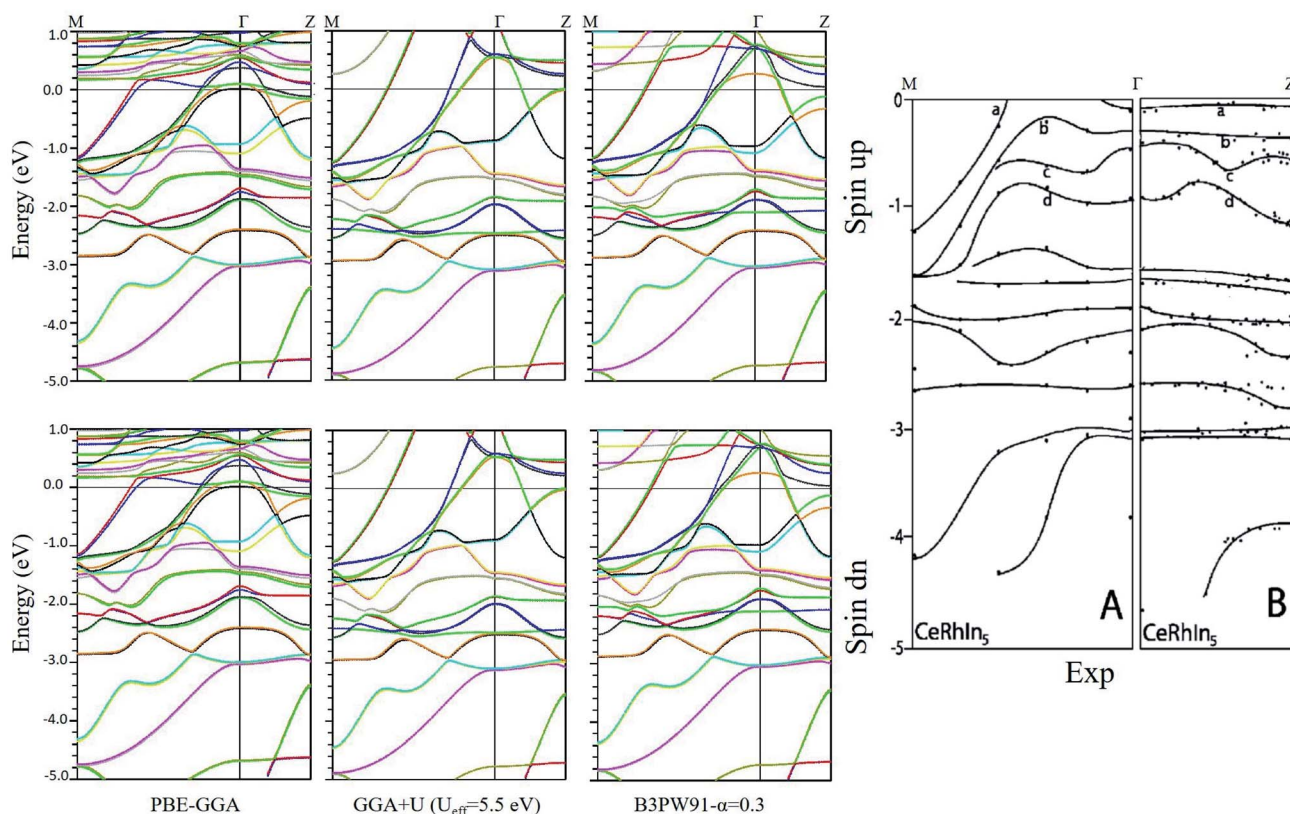 M Γ Z
M Γ Z
M Γ Z
1.0
0.0
-1.0
-2.0
-3.0
-4.0
-5.0
Energy (eV)
Spin up
M Γ Z
0
-1
-2
-3
-4
-5
a
b
c
d
a
b
c
d
A
B
CeRhIn5
CeRhIn5
Exp
1.0
0.0
-1.0
-2.0
-3.0
-4.0
-5.0
Energy (eV)
Spin dn
PBE-GGA
GGA+U (Ueff=5.5 eV)
B3PW91-α=0.3